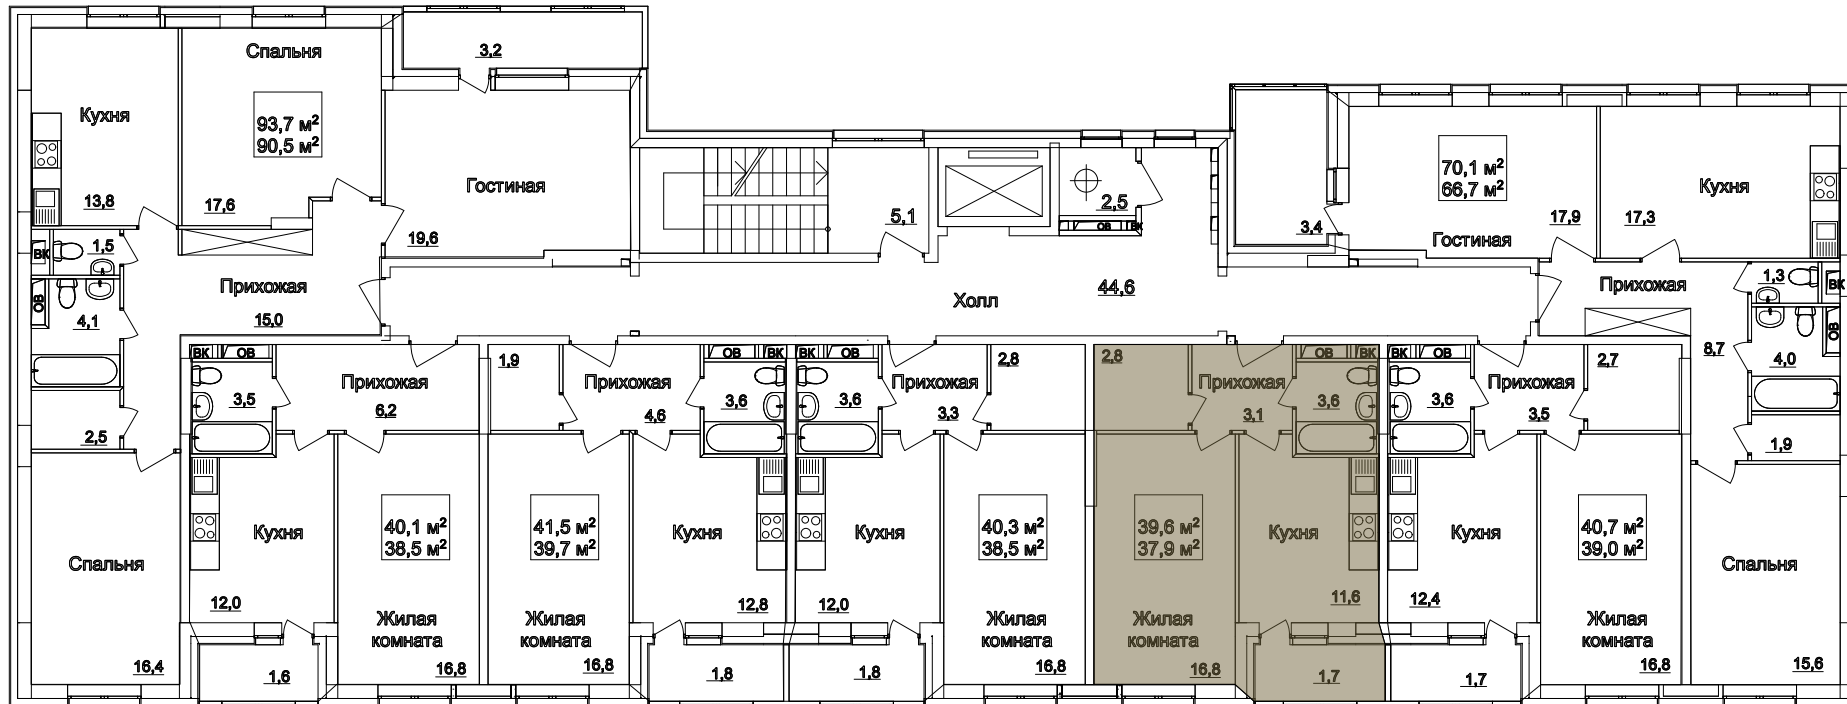 Спальня
3,2
Кухня
93,7 м²
90,5 м²
13,8
17,6
Гостиная
19,6
5,1
2,5
ОВ
ВК
3,4
70,1 м²
66,7 м²
17,9
Гостиная
Кухня
17,3
ВК
1,5
ОВ
4,1
2,5
Прихожая
15,0
Холл
44,6
Прихожая
1,3
ВК
ОВ
8,7
4,0
1,9
ВК
ОВ
3,5
Прихожая
6,2
1,9
Прихожая
4,6
ОВ
ВК
3,6
ВК
ОВ
3,6
Прихожая
3,3
2,8
2,8
Прихожая
3,1
ОВ
ВК
3,6
ВК
ОВ
3,6
Прихожая
3,5
2,7
Спальня
16,4
Кухня
12,0
1,6
40,1 м²
38,5 м²
Жилая
комната
16,8
41,5 м²
39,7 м²
Жилая
комната
16,8
Кухня
12,8
1,8
Кухня
12,0
1,8
40,3 м²
38,5 м²
Жилая
комната
16,8
39,6 м²
37,9 м²
Жилая
комната
16,8
Кухня
11,6
1,7
Кухня
12,4
1,7
40,7 м²
39,0 м²
Жилая
комната
16,8
Спальня
15,6